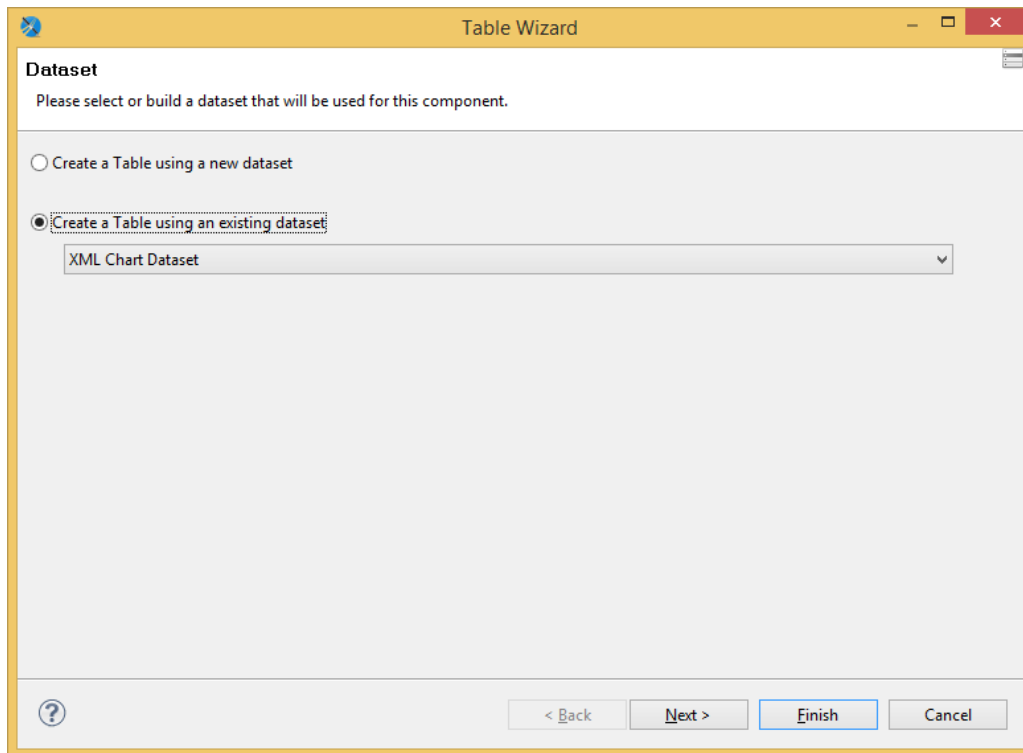 Table Wizard
Dataset
Please select or build a dataset that will be used for this component.
Create a Table using a new dataset
Create a Table using an existing dataset
XML Chart Dataset
?
< Back
Next >
Finish
Cancel